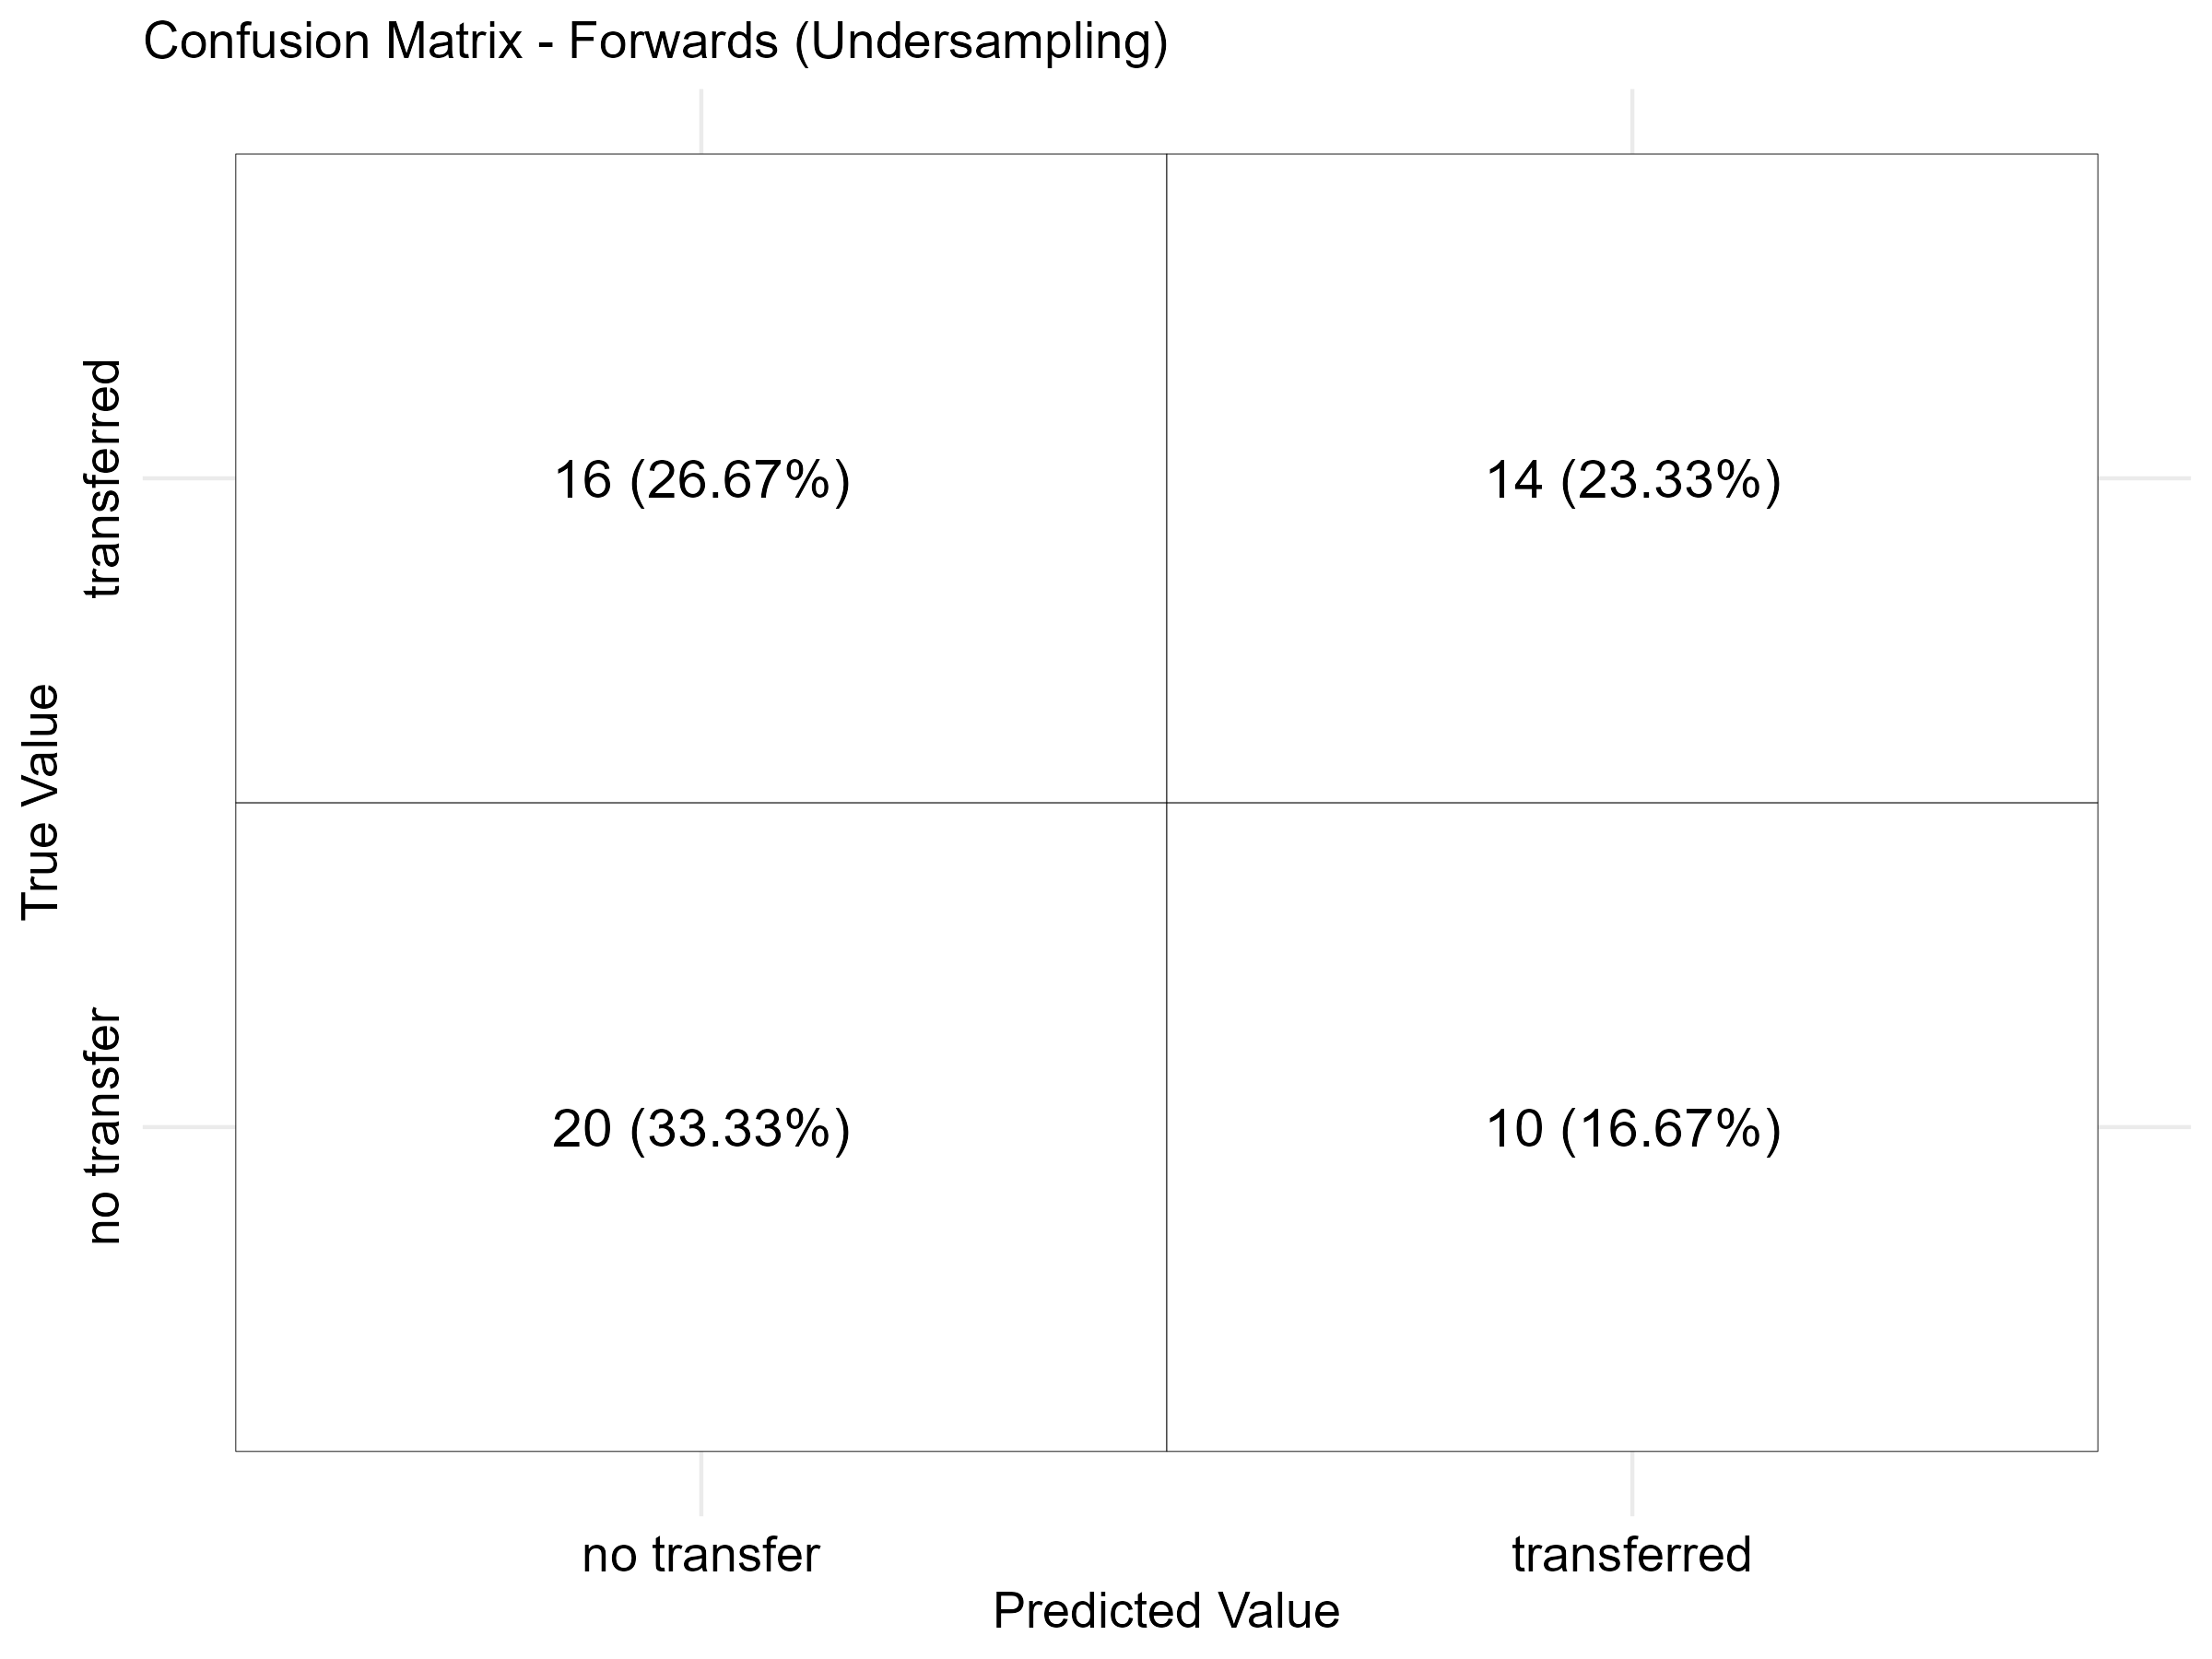 Confusion Matrix - Forwards (Undersampling)
True Value
transferred
16 (26.67%)
14 (23.33%)
no transfer
20 (33.33%)
10 (16.67%)
no transfer
transferred
Predicted Value